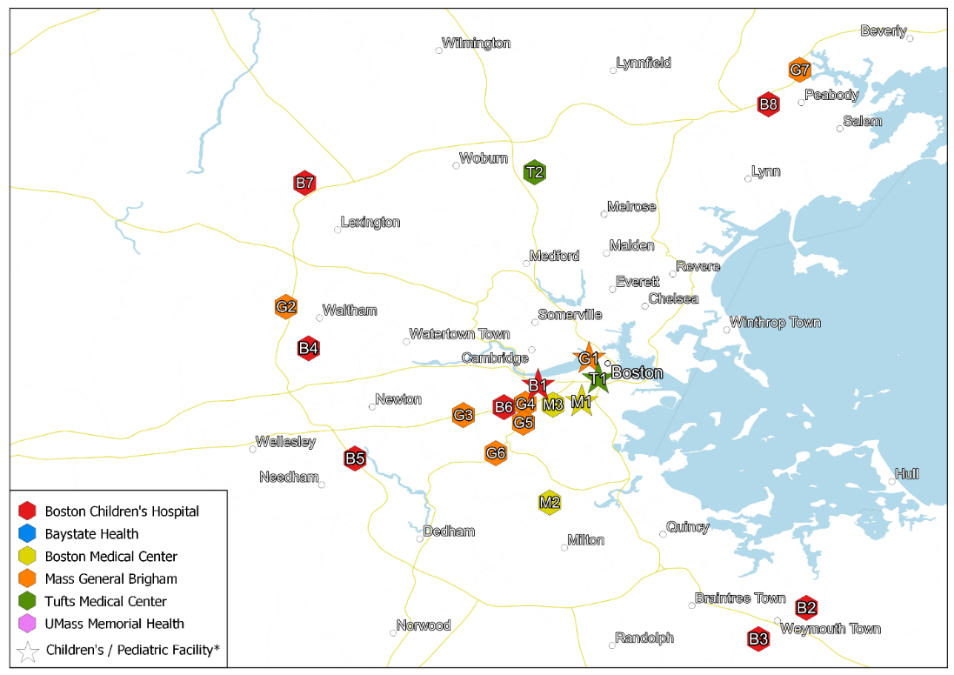 Beverly
Wilmington
Lynnfield
G7
Peabody
B8
Salem
Woburn
T2
Lynn
B7
Melrose
Lexington
Malden
Medford
Revere
Everett
Chelsea
G2
Waltham
Somerville
Winthrop Town
Watertown Town
B4
Cambridge
G1
Boston
T1
B1
Newton
B6
G4
M3
M1
G3
G5
Wellesley
B5
G6
Needham
Hull
M2
Dedham
Quincy
Milton
Braintree Town
B2
Norwood
Weymouth Town
Randolph
B3
Boston Children's Hospital
Baystate Health
Boston Medical Center
Mass General Brigham
Tufts Medical Center
UMass Memorial Health
Children's / Pediatric Facility*